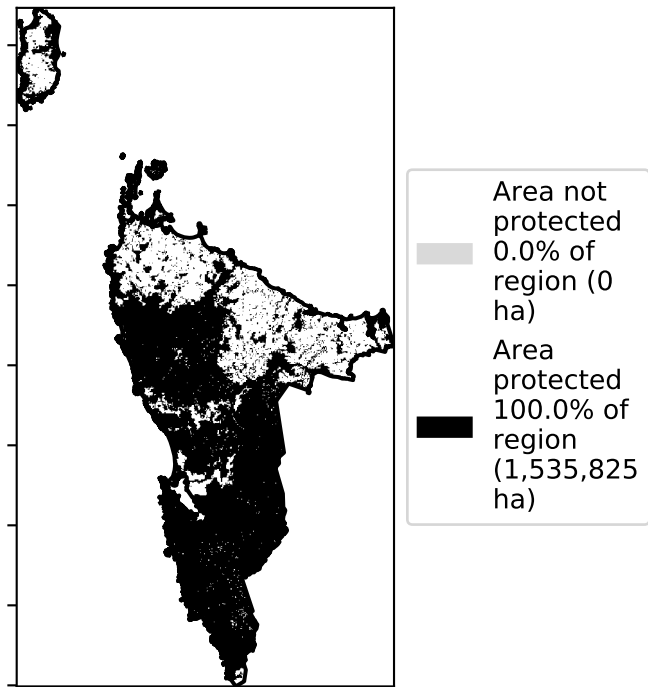 Area not
protected
0.0% of
region (0
ha)
Area
protected
100.0% of
region
(1,535,825
ha)